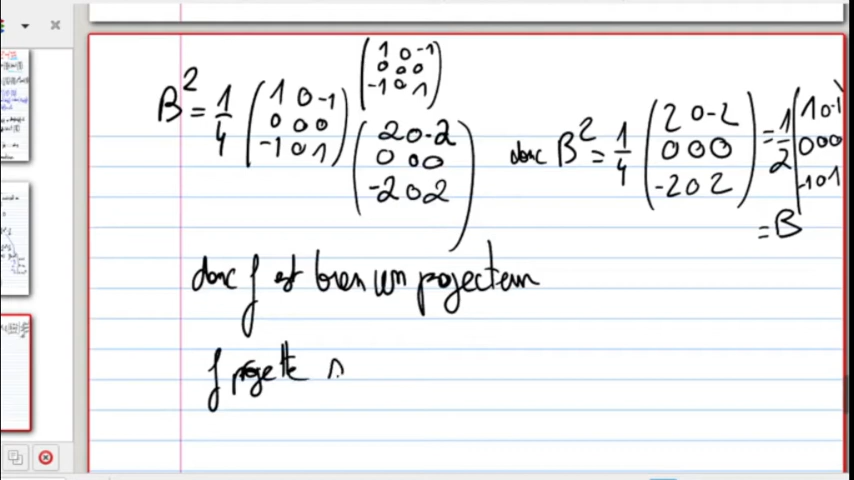 B² = 1/4 (1 0 -1 / 0 0 0 / -1 0 1) (1 0 -1 / 0 0 0 / -1 0 1)
(2 0 -2 / 0 0 0 / -2 0 2)
donc B² = 1/4 (2 0 -2 / 0 0 0 / -2 0 2) = 1/2 (1 0 -1 / 0 0 0 / -1 0 1)
= B
donc f est bien un projecteur
f projette